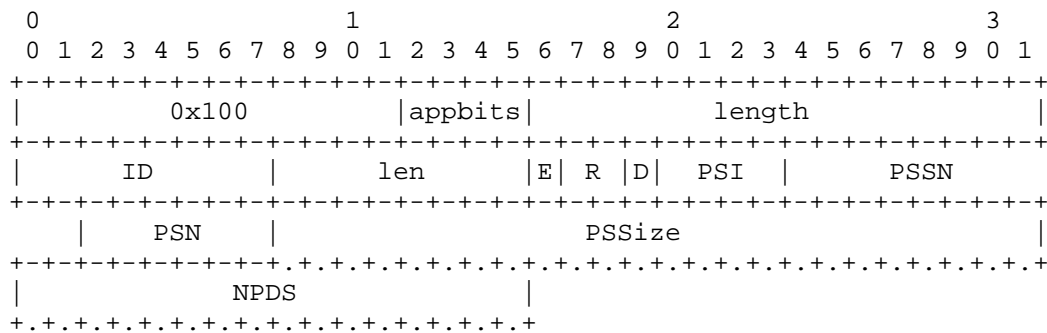 0                   1                   2                   3
 0 1 2 3 4 5 6 7 8 9 0 1 2 3 4 5 6 7 8 9 0 1 2 3 4 5 6 7 8 9 0 1
+-+-+-+-+-+-+-+-+-+-+-+-+-+-+-+-+-+-+-+-+-+-+-+-+-+-+-+-+-+-+-+-+
|         0x100         |appbits|            length             |
+-+-+-+-+-+-+-+-+-+-+-+-+-+-+-+-+-+-+-+-+-+-+-+-+-+-+-+-+-+-+-+-+
|      ID       |      len      |E| R |D|  PSI  |      PSSN
+-+-+-+-+-+-+-+-+-+-+-+-+-+-+-+-+-+-+-+-+-+-+-+-+-+-+-+-+-+-+-+-+
    |    PSN    |                   PSSize                      |
+-+-+-+-+-+-+-+-+.+.+.+.+.+.+.+.+.+.+.+.+.+.+.+.+.+.+.+.+.+.+.+.+
|             NPDS              |
+.+.+.+.+.+.+.+.+.+.+.+.+.+.+.+.+